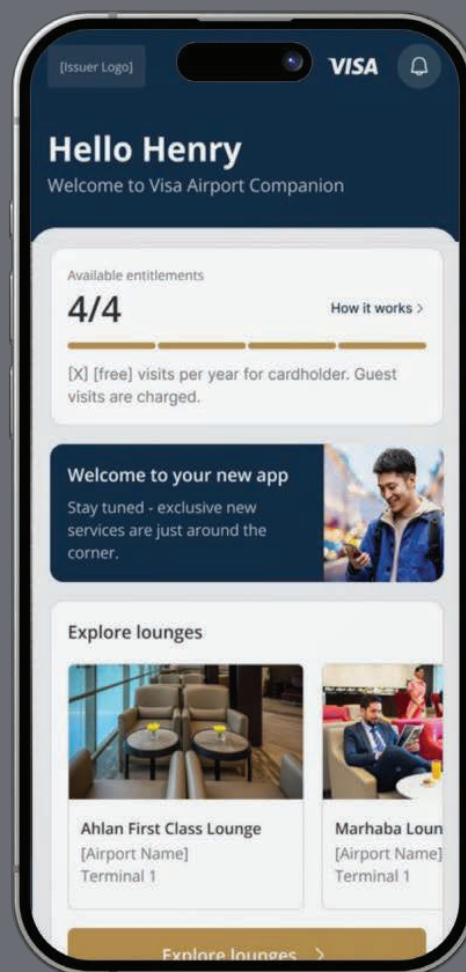 [Issuer Logo]
VISA
Hello Henry
Welcome to Visa Airport Companion
Available entitlements
4/4
How it works >
[X] [free] visits per year for cardholder. Guest
visits are charged.
Welcome to your new app
Stay tuned - exclusive new
services are just around the
corner.
Explore lounges
Ahlan First Class Lounge
[Airport Name]
Terminal 1
Marhaba Loun
[Airport Name]
Terminal 1
Explore lounges >